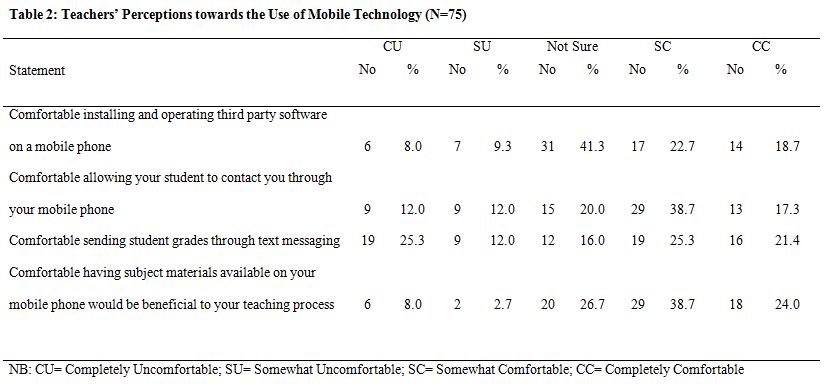 Table 2: Teachers’ Perceptions towards the Use of Mobile Technology (N=75)
CU SU Not Sure SC CC
Statement No % No % No % No % No %
Comfortable installing and operating third party software
on a mobile phone 6 8.0 7 9.3 31 41.3 17 22.7 14 18.7
Comfortable allowing your student to contact you through
your mobile phone 9 12.0 9 12.0 15 20.0 29 38.7 13 17.3
Comfortable sending student grades through text messaging 19 25.3 9 12.0 12 16.0 19 25.3 16 21.4
Comfortable having subject materials available on your
mobile phone would be beneficial to your teaching process 6 8.0 2 2.7 20 26.7 29 38.7 18 24.0
NB: CU= Completely Uncomfortable; SU= Somewhat Uncomfortable; SC= Somewhat Comfortable; CC= Completely Comfortable